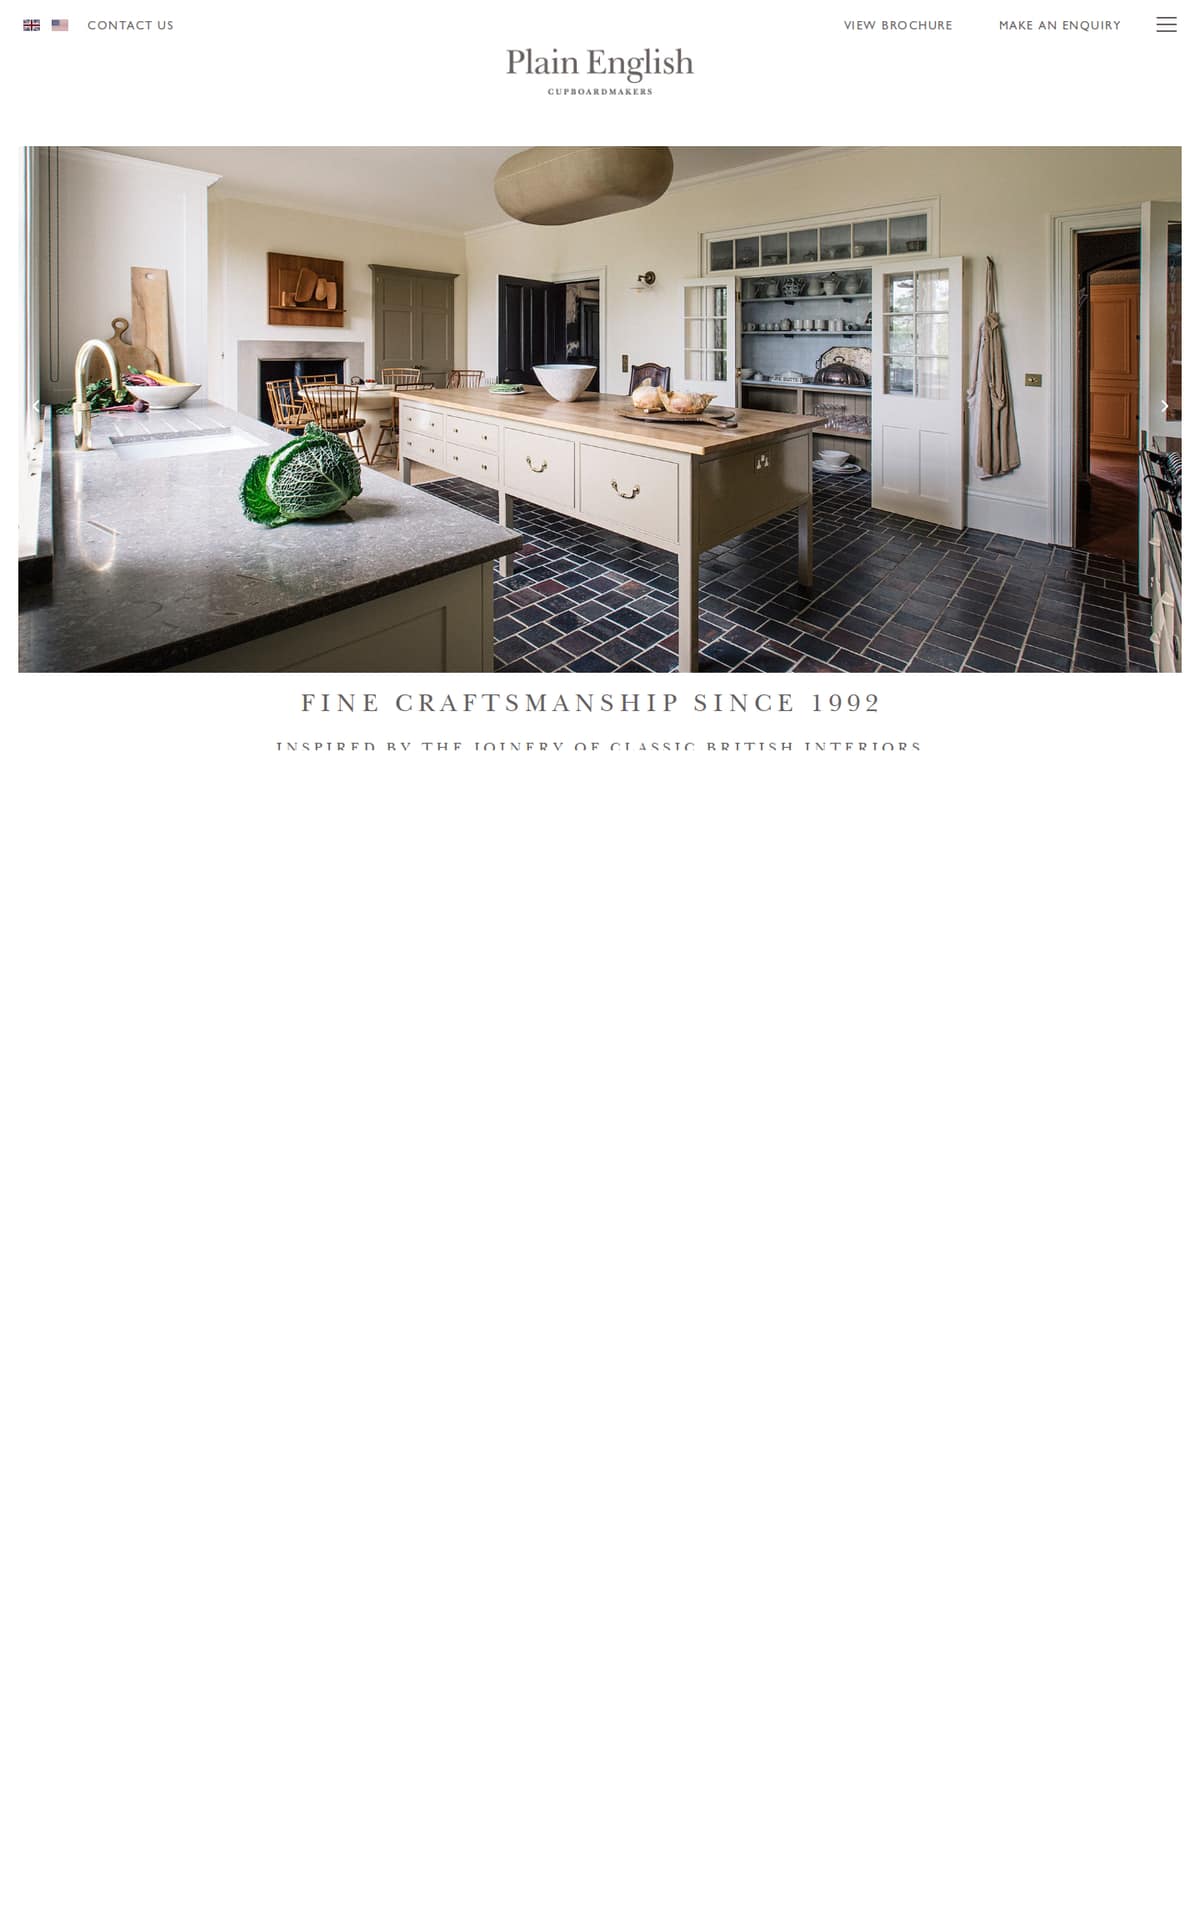 CONTACT US
VIEW BROCHURE
MAKE AN ENQUIRY
Plain English
CUPBOARDMAKERS
FINE CRAFTSMANSHIP SINCE 1992
INSPIRED BY THE JOINERY OF CLASSIC BRITISH INTERIORS